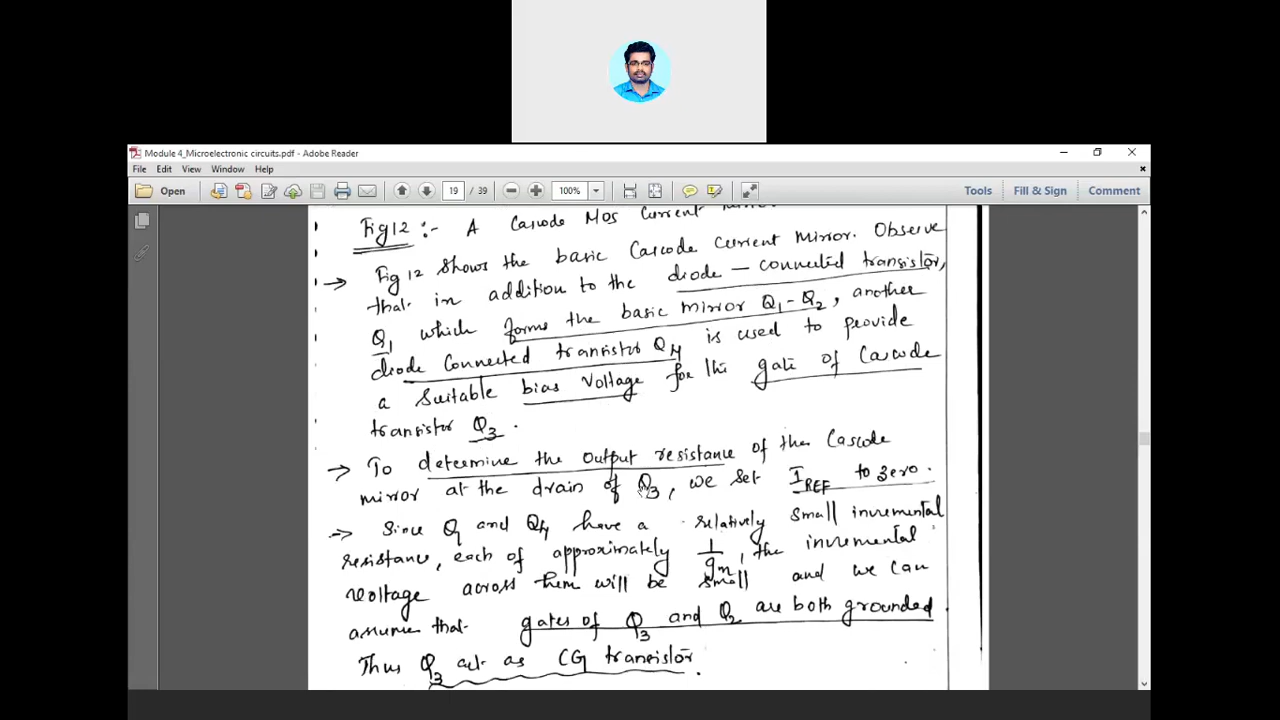 Module 4_Microelectronic circuits.pdf - Adobe Reader
File Edit View Window Help
Open 19 / 39 100% Tools Fill & Sign Comment
Fig 12 :- A Cascode Mos Current
→ Fig 12 shows the basic Cascode Current Mirror. Observe
that in addition to the diode - connected transistor,
Q1 which forms the basic mirror Q1 - Q2, another
diode connected transistor Q4 is used to provide
a suitable bias voltage for the gate of Cascode
transistor Q3.
→ To determine the output resistance of the Cascode
mirror at the drain of Q3, we set IREF to zero.
→ Since Q1 and Q4 have a relatively small incremental
resistance, each of approximately 1/gm, the incremental
voltage across them will be small and we can
assume that gates of Q3 and Q2 are both grounded
Thus Q3 act as CG transistor.